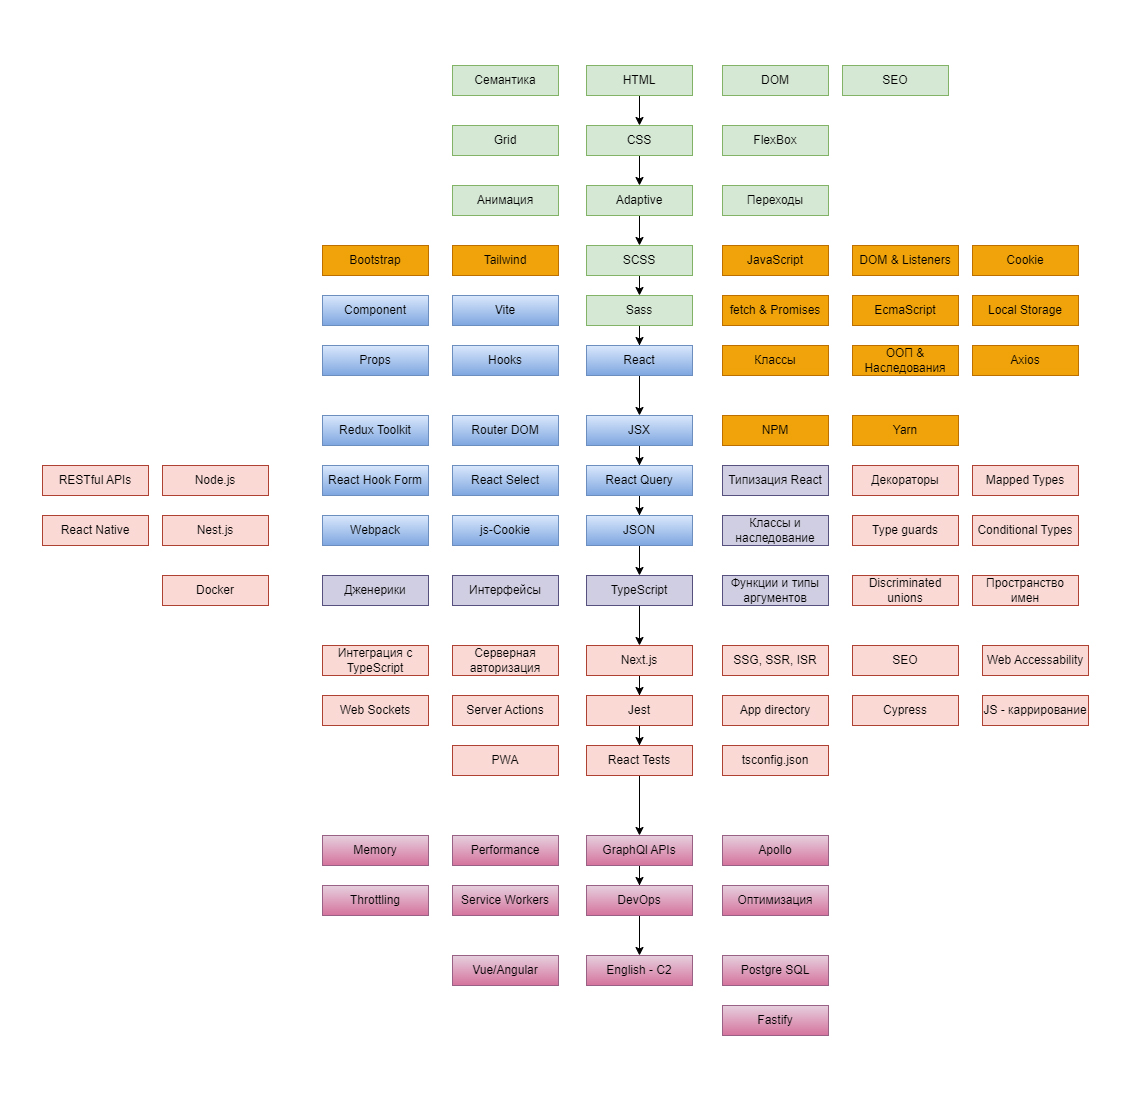 Семантика
HTML
DOM
SEO
Grid
CSS
FlexBox
Анимация
Adaptive
Переходы
Bootstrap
Tailwind
SCSS
JavaScript
DOM & Listeners
Cookie
Component
Vite
Sass
fetch & Promises
EcmaScript
Local Storage
Props
Hooks
React
Классы
ООП &
Наследования
Axios
Redux Toolkit
Router DOM
JSX
NPM
Yarn
RESTful APIs
Node.js
React Hook Form
React Select
React Query
Типизация React
Декораторы
Mapped Types
React Native
Nest.js
Webpack
js-Cookie
JSON
Классы и
наследование
Type guards
Conditional Types
Docker
Дженерики
Интерфейсы
TypeScript
Функции и типы
аргументов
Discriminated
unions
Пространство
имен
Интеграция с
TypeScript
Серверная
авторизация
Next.js
SSG, SSR, ISR
SEO
Web Accessability
Web Sockets
Server Actions
Jest
App directory
Cypress
JS - каррирование
PWA
React Tests
tsconfig.json
Memory
Performance
GraphQl APIs
Apollo
Throttling
Service Workers
DevOps
Оптимизация
Vue/Angular
English - C2
Postgre SQL
Fastify